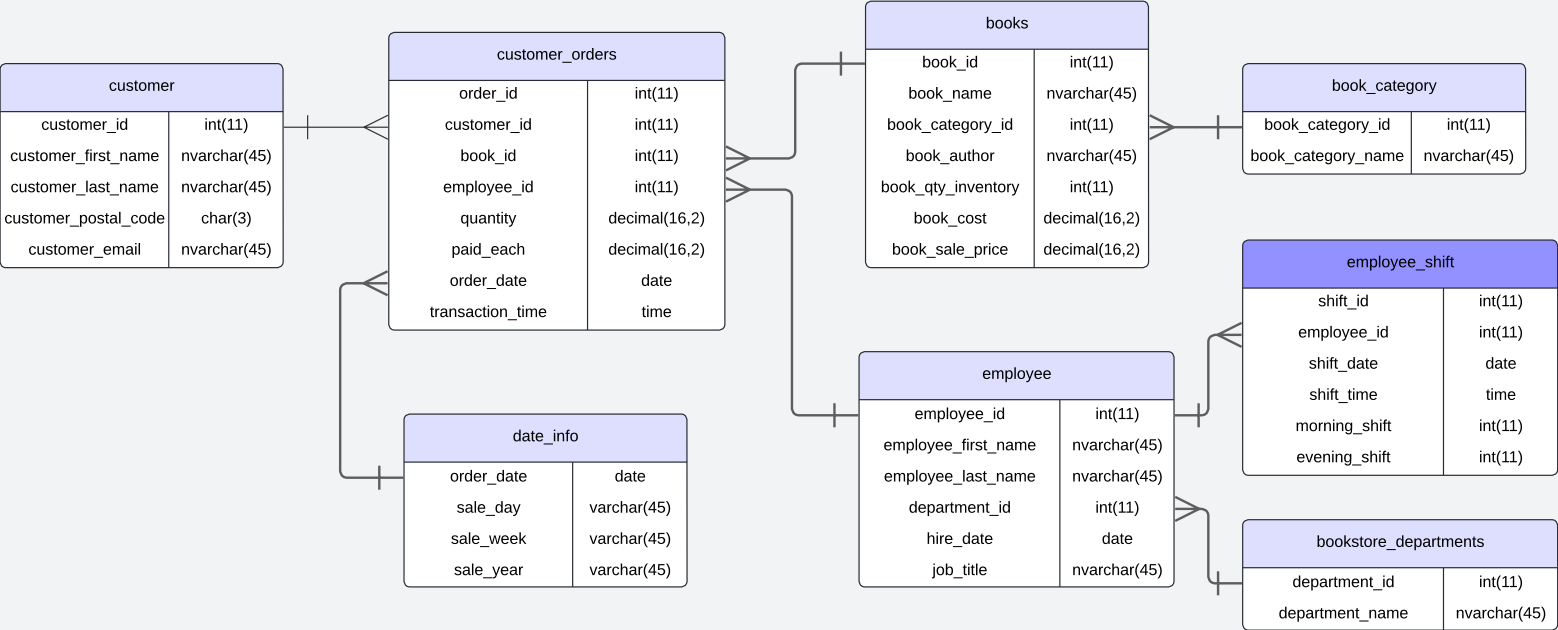 customer
customer_id int(11)
customer_first_name nvarchar(45)
customer_last_name nvarchar(45)
customer_postal_code char(3)
customer_email nvarchar(45)
customer_orders
order_id int(11)
customer_id int(11)
book_id int(11)
employee_id int(11)
quantity decimal(16,2)
paid_each decimal(16,2)
order_date date
transaction_time time
date_info
order_date date
sale_day varchar(45)
sale_week varchar(45)
sale_year varchar(45)
books
book_id int(11)
book_name nvarchar(45)
book_category_id int(11)
book_author nvarchar(45)
book_qty_inventory int(11)
book_cost decimal(16,2)
book_sale_price decimal(16,2)
employee
employee_id int(11)
employee_first_name nvarchar(45)
employee_last_name nvarchar(45)
department_id int(11)
hire_date date
job_title nvarchar(45)
book_category
book_category_id int(11)
book_category_name nvarchar(45)
employee_shift
shift_id int(11)
employee_id int(11)
shift_date date
shift_time time
morning_shift int(11)
evening_shift int(11)
bookstore_departments
department_id int(11)
department_name nvarchar(45)